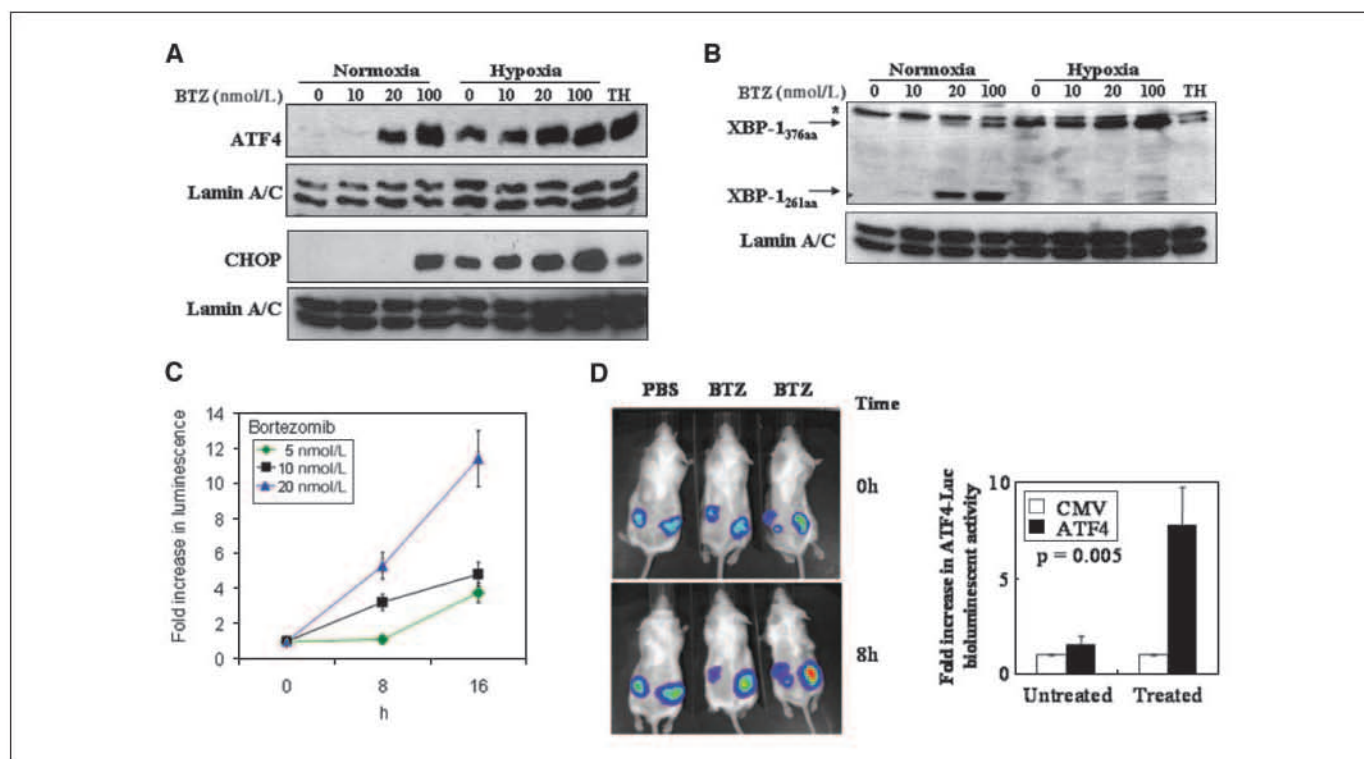 A
Normoxia Hypoxia
BTZ (nmol/L) 0 10 20 100 0 10 20 100 TH
ATF4
Lamin A/C
CHOP
Lamin A/C
B
Normoxia Hypoxia
BTZ (nmol/L) 0 10 20 100 0 10 20 100 TH
*
XBP-1376aa
XBP-1261aa
Lamin A/C
C
Fold increase in luminescence
14
12
10
8
6
4
2
0
Bortezomib
5 nmol/L
10 nmol/L
20 nmol/L
0 8 16
h
D
PBS BTZ BTZ
Time
0h
8h
Fold increase in ATF4-Luc
bioluminescent activity
10
5
0
CMV
ATF4
p = 0.005
Untreated Treated